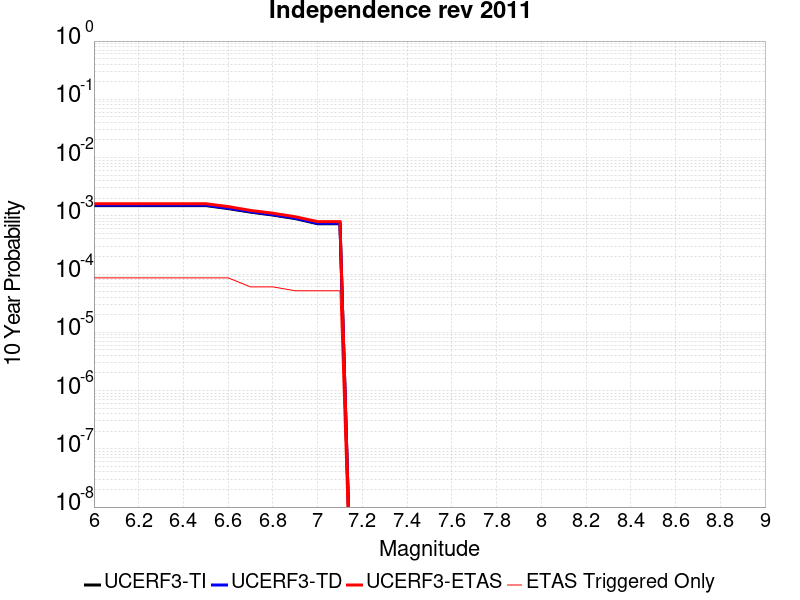 Independence rev 2011
10^0
10^-1
10^-2
10^-3
10^-4
10^-5
10^-6
10^-7
10^-8
10 Year Probability
6 6.2 6.4 6.6 6.8 7 7.2 7.4 7.6 7.8 8 8.2 8.4 8.6 8.8 9
Magnitude
UCERF3-TI UCERF3-TD UCERF3-ETAS ETAS Triggered Only